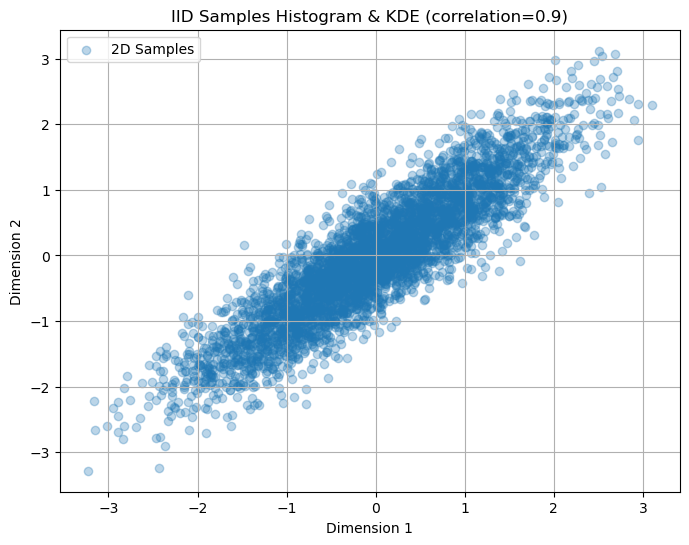 IID Samples Histogram & KDE (correlation=0.9)
2D Samples
3
2
1
0
−1
−2
−3
Dimension 2
−3 −2 −1 0 1 2 3
Dimension 1